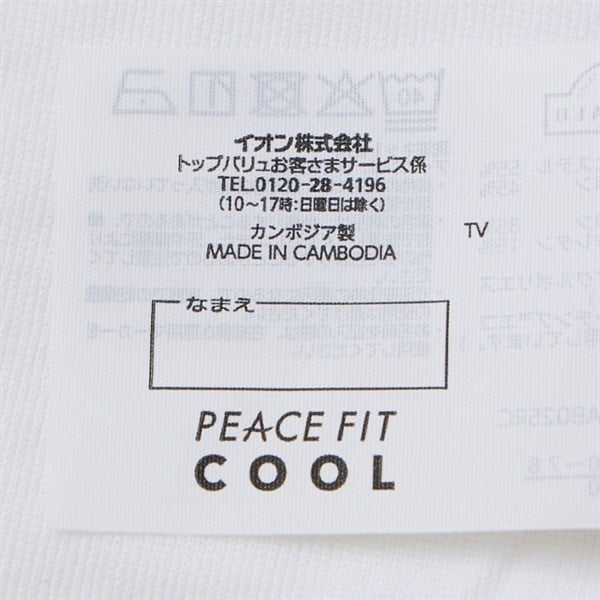 イオン株式会社
トップバリュお客さまサービス係
TEL.0120-28-4196
(10~17時:日曜日は除く)
カンボジア製
MADE IN CAMBODIA
TV
なまえ
PEACE FIT
COOL